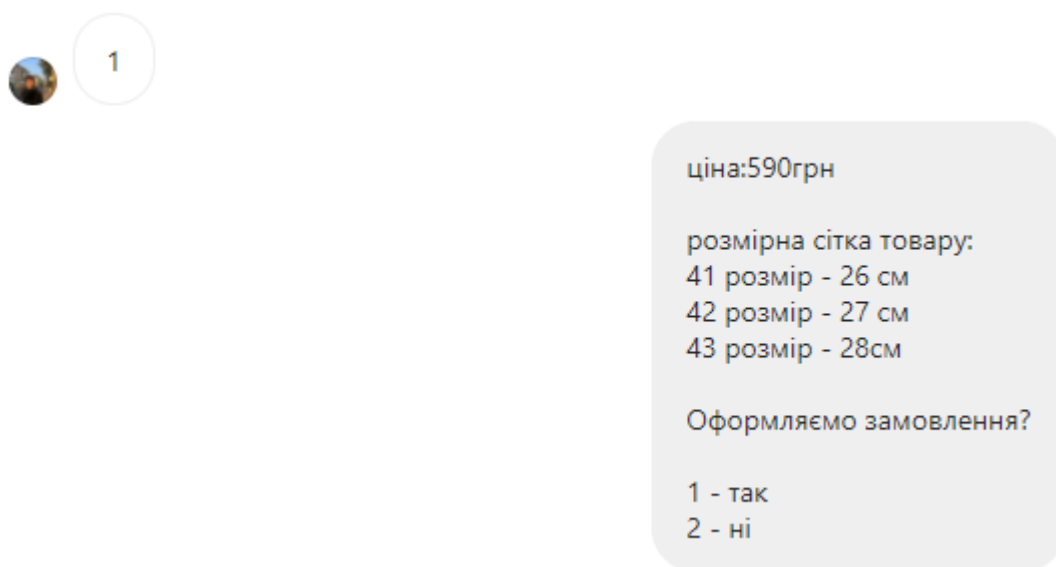 1
ціна:590грн
розмірна сітка товару:
41 розмір - 26 см
42 розмір - 27 см
43 розмір - 28см
Оформляємо замовлення?
1 - так
2 - ні